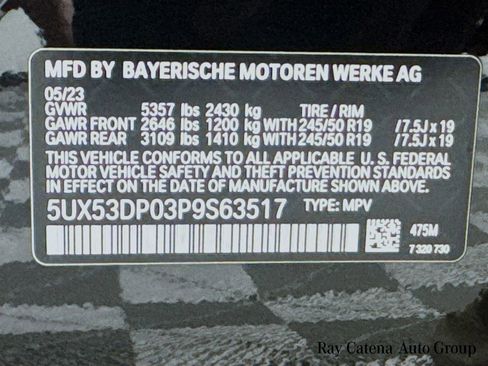 MFD BY BAYERISCHE MOTOREN WERKE AG
05/23
GVWR 5357 lbs 2430 kg TIRE / RIM
GAWR FRONT 2646 lbs 1200 kg WITH 245/50 R19 /7.5J x 19
GAWR REAR 3109 lbs 1410 kg WITH 245/50 R19 /7.5J x 19
THIS VEHICLE CONFORMS TO ALL APPLICABLE U. S. FEDERAL
MOTOR VEHICLE SAFETY AND THEFT PREVENTION STANDARDS
IN EFFECT ON THE DATE OF MANUFACTURE SHOWN ABOVE.
5UX53DP03P9S63517 TYPE: MPV
475M
7 320 730
Ray Catena Auto Group